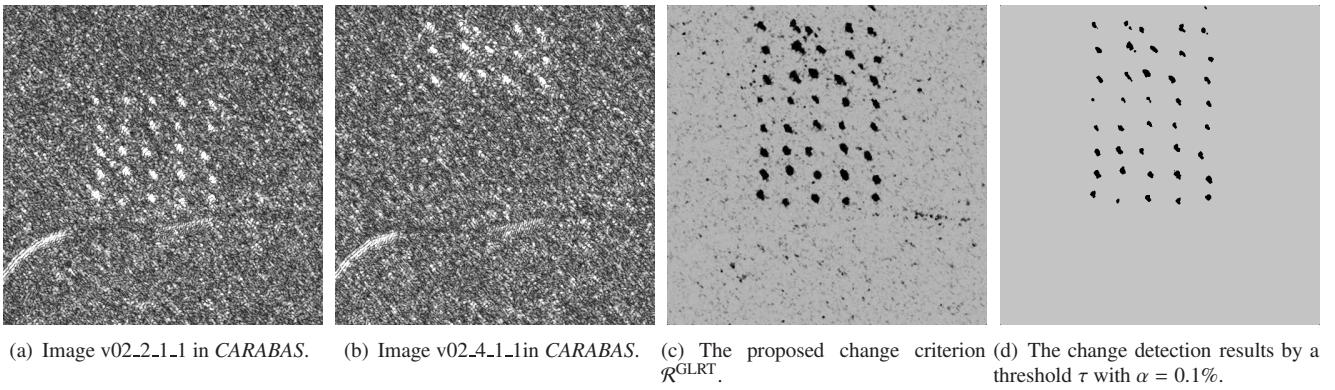 (a) Image v02_2_1_1 in CARABAS.
(b) Image v02_4_1_1in CARABAS.
(c) The proposed change criterion
R^GLRT.
(d) The change detection results by a
threshold τ with α = 0.1%.